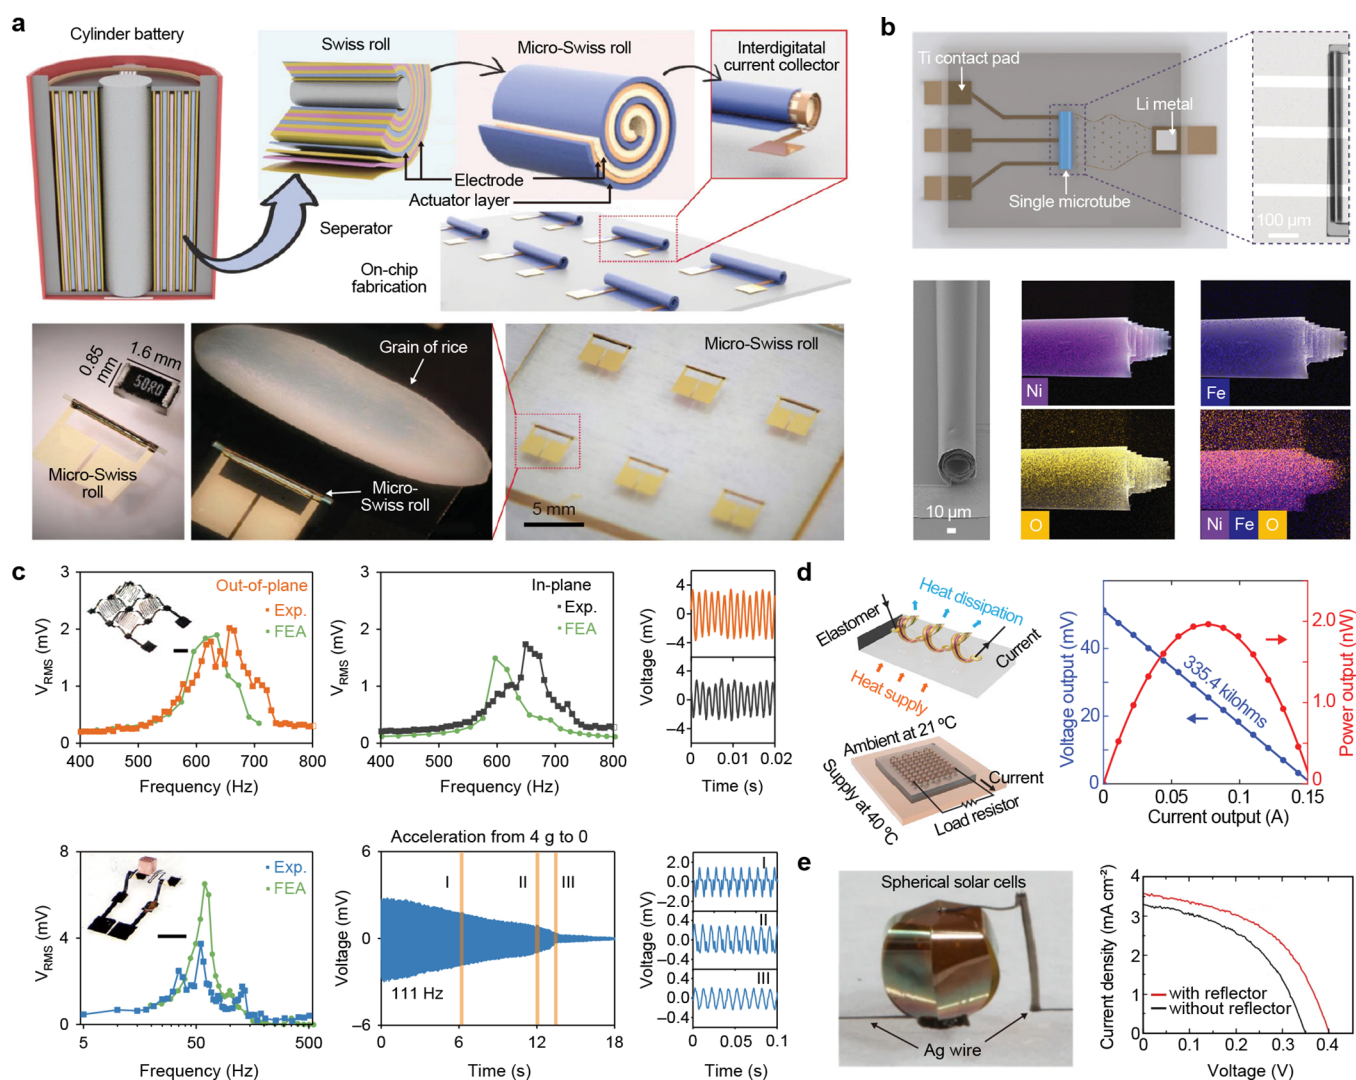 a
Cylinder battery
Swiss roll
Micro-Swiss roll
Interdigitatal
current collector
Electrode
Actuator layer
Seperator
On-chip
fabrication
1.6 mm
0.85
mm
50R0
Micro-Swiss
roll
Grain of rice
Micro-
Swiss roll
Micro-Swiss roll
5 mm
b
Ti contact pad
Li metal
Single microtube
100 μm
10 μm
Ni
Fe
O
Ni Fe O
c
3
2
1
0
VRMS (mV)
Out-of-plane
Exp.
FEA
400 500 600 700 800
Frequency (Hz)
3
2
1
0
VRMS (mV)
In-plane
Exp.
FEA
400 500 600 700 800
Frequency (Hz)
4
0
−4
4
0
−4
Voltage (mV)
0 0.01 0.02
Time (s)
8
4
0
VRMS (mV)
Exp.
FEA
5 50 500
Frequency (Hz)
Acceleration from 4 g to 0
6
0
−6
Voltage (mV)
I II III
111 Hz
0 6 12 18
Time (s)
2.0
0
−2.0
0.4
0
−0.4
0.4
0
−0.4
Voltage (mV)
I
II
III
0 0.1
Time (s)
d
Heat dissipation
Elastomer
Current
Heat supply
Ambient at 21 ºC
Supply at 40 ºC
Current
Load resistor
40
20
0
Voltage output (mV)
335.4 kilohms
2.0
1.0
0
Power output (nW)
0 0.05 0.1 0.15
Current output (A)
e
Spherical solar cells
Ag wire
4
3
2
1
0
Current density (mA cm⁻²)
with reflector
without reflector
0 0.1 0.2 0.3 0.4
Voltage (V)